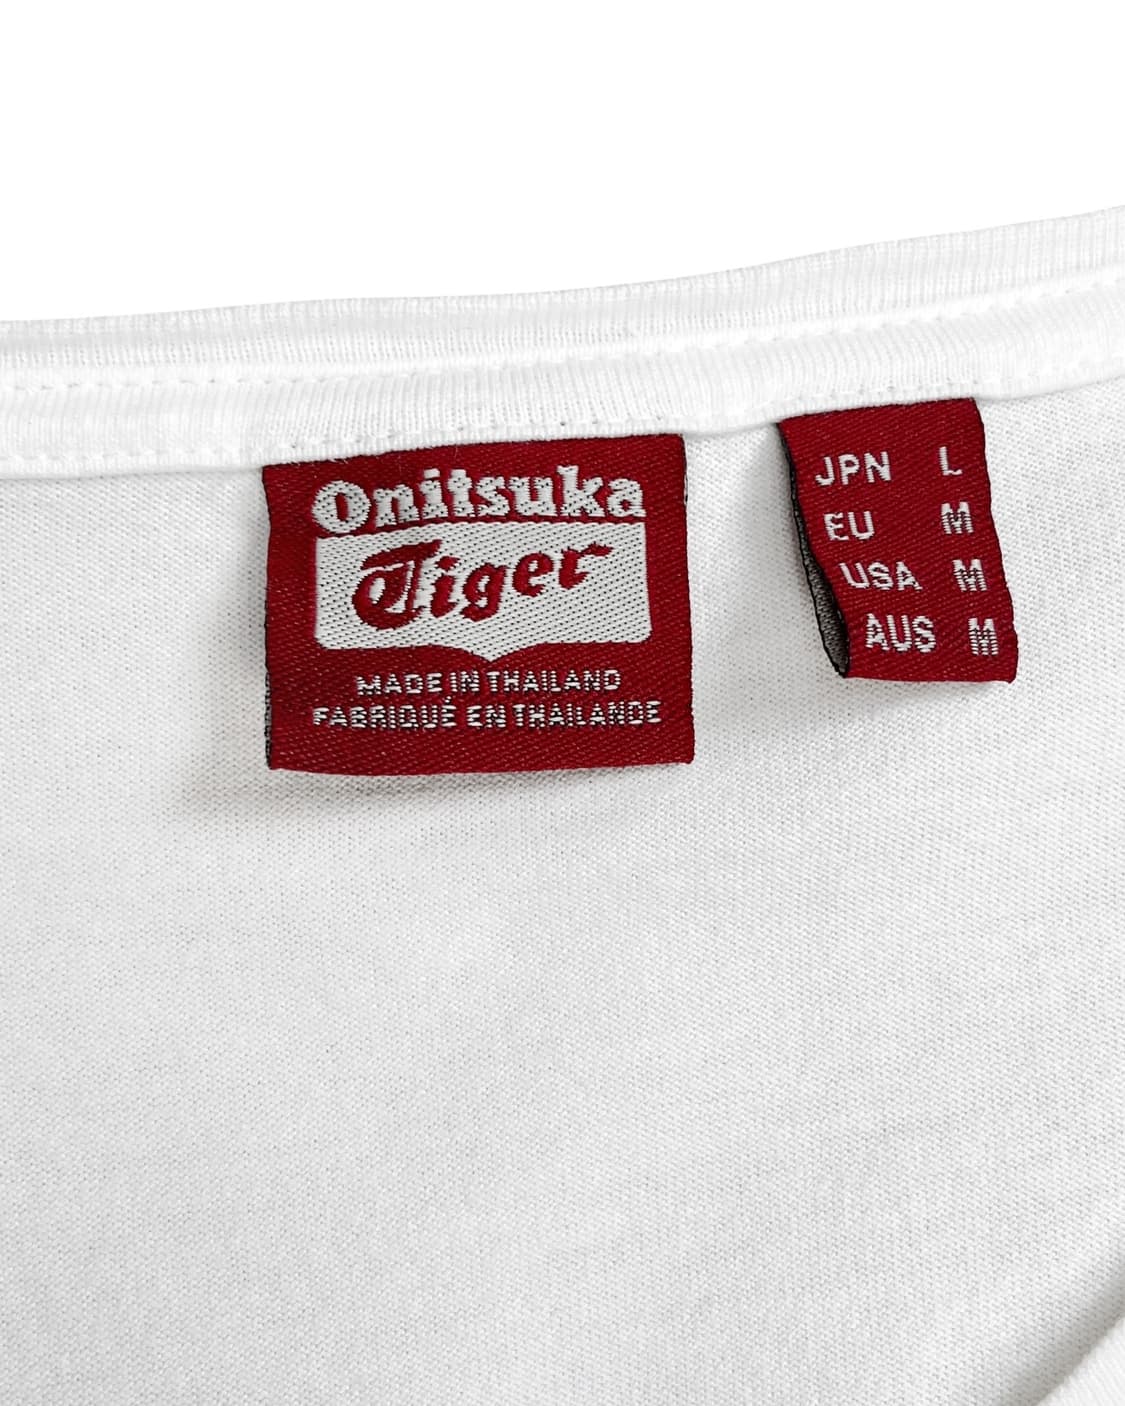 Onitsuka
Tiger
MADE IN THAILAND
FABRIQUÉ EN THAILANDE
JPN L
EU M
USA M
AUS M